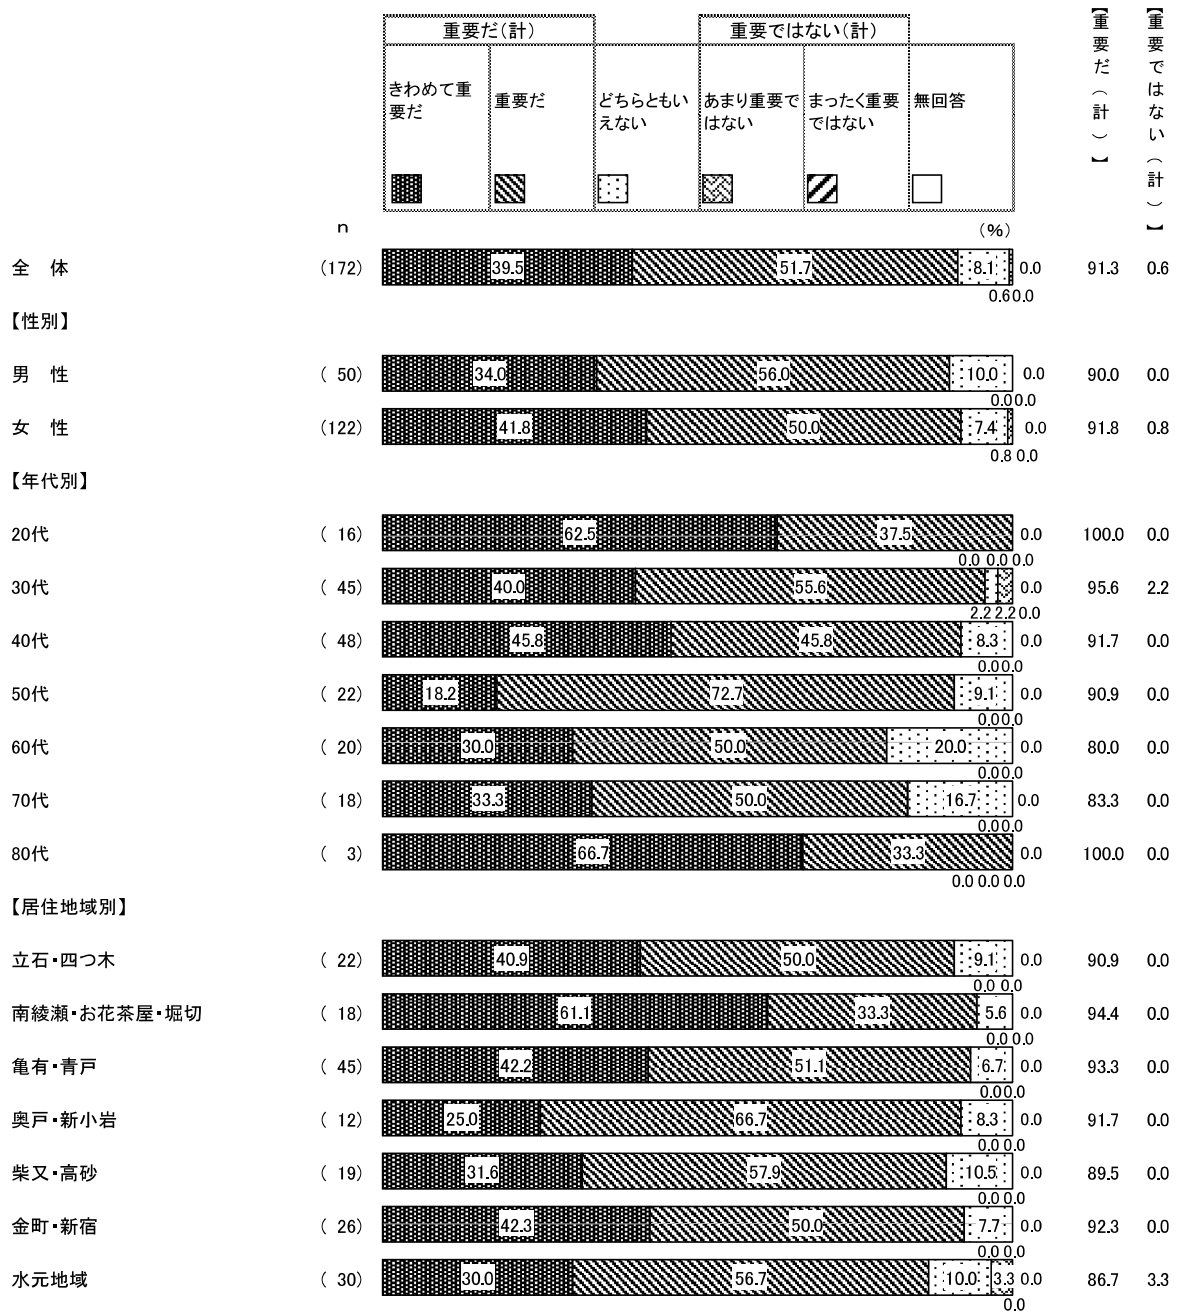 重要だ(計) 重要ではない(計)
きわめて重要だ 重要だ どちらともいえない あまり重要ではない まったく重要ではない 無回答
【重要だ(計)】
【重要ではない(計)】
n (%)
全 体 (172) 39.5 51.7 8.1 0.0 91.3 0.6
0.6 0.0
【性別】
男 性 ( 50) 34.0 56.0 10.0 0.0 90.0 0.0
0.0 0.0
女 性 (122) 41.8 50.0 7.4 0.0 91.8 0.8
0.8 0.0
【年代別】
20代 ( 16) 62.5 37.5 0.0 100.0 0.0
0.0 0.0 0.0
30代 ( 45) 40.0 55.6 0.0 95.6 2.2
2.2 2.2 0.0
40代 ( 48) 45.8 45.8 8.3 0.0 91.7 0.0
0.0 0.0
50代 ( 22) 18.2 72.7 9.1 0.0 90.9 0.0
0.0 0.0
60代 ( 20) 30.0 50.0 20.0 0.0 80.0 0.0
0.0 0.0
70代 ( 18) 33.3 50.0 16.7 0.0 83.3 0.0
0.0 0.0
80代 ( 3) 66.7 33.3 0.0 100.0 0.0
0.0 0.0 0.0
【居住地域別】
立石・四つ木 ( 22) 40.9 50.0 9.1 0.0 90.9 0.0
0.0 0.0
南綾瀬・お花茶屋・堀切 ( 18) 61.1 33.3 5.6 0.0 94.4 0.0
0.0 0.0
亀有・青戸 ( 45) 42.2 51.1 6.7 0.0 93.3 0.0
0.0 0.0
奥戸・新小岩 ( 12) 25.0 66.7 8.3 0.0 91.7 0.0
0.0 0.0
柴又・高砂 ( 19) 31.6 57.9 10.5 0.0 89.5 0.0
0.0 0.0
金町・新宿 ( 26) 42.3 50.0 7.7 0.0 92.3 0.0
0.0 0.0
水元地域 ( 30) 30.0 56.7 10.0 3.3 0.0 86.7 3.3
0.0